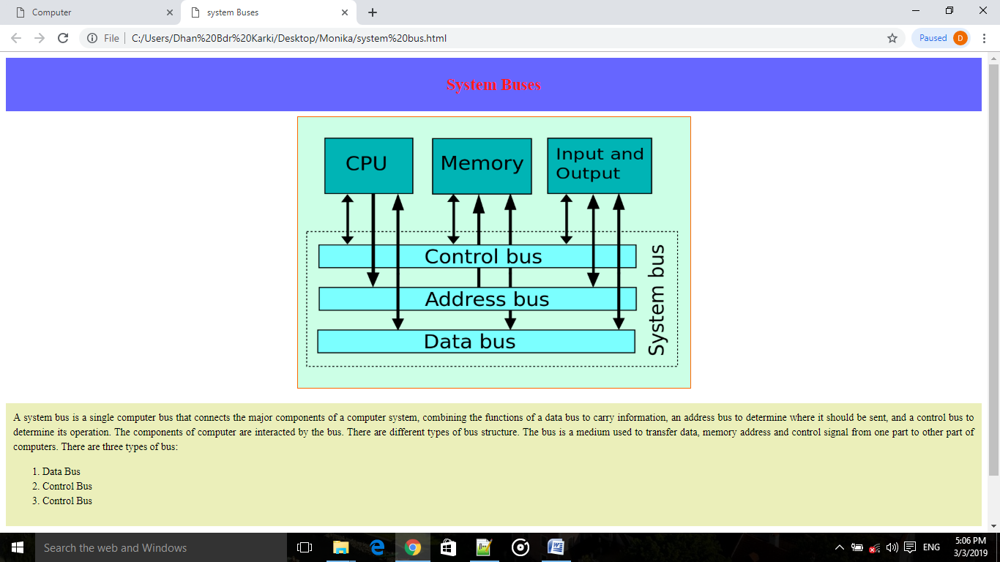 Computer
system Buses
File
C:/Users/Dhan%20Bdr%20Karki/Desktop/Monika/system%20bus.html
Paused
D
System Buses
CPU
Memory
Input and
Output
Control bus
Address bus
Data bus
System bus
A system bus is a single computer bus that connects the major components of a computer system, combining the functions of a data bus to carry information, an address bus to determine where it should be sent, and a control bus to
determine its operation. The components of computer are interacted by the bus. There are different types of bus structure. The bus is a medium used to transfer data, memory address and control signal from one part to other part of
computers. There are three types of bus:
1. Data Bus
2. Control Bus
3. Control Bus
Search the web and Windows
ENG
5:06 PM
3/3/2019